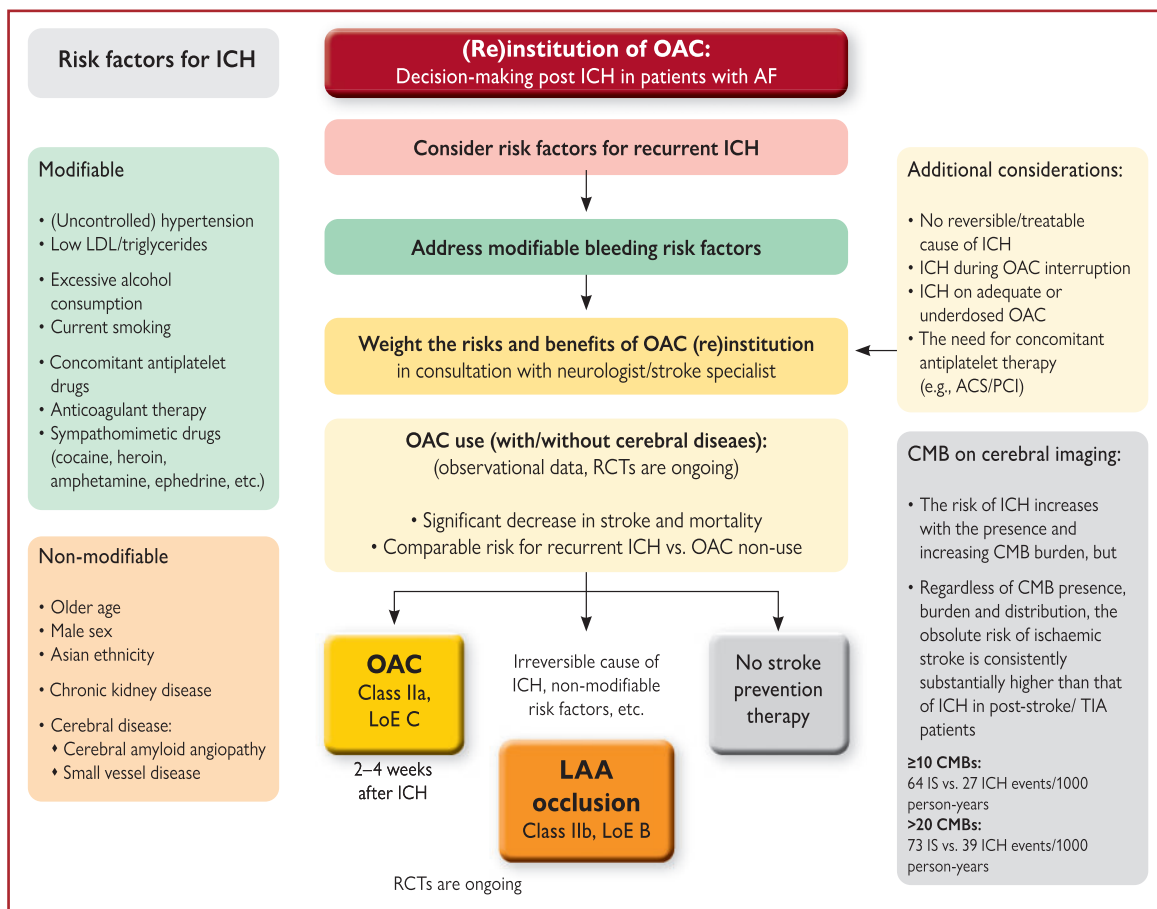 Risk factors for ICH
(Re)institution of OAC:
Decision-making post ICH in patients with AF
Consider risk factors for recurrent ICH
Address modifiable bleeding risk factors
Weight the risks and benefits of OAC (re)institution
in consultation with neurologist/stroke specialist
OAC use (with/without cerebral diseaes):
(observational data, RCTs are ongoing)
• Significant decrease in stroke and mortality
• Comparable risk for recurrent ICH vs. OAC non-use
Modifiable
• (Uncontrolled) hypertension
• Low LDL/triglycerides
• Excessive alcohol
consumption
• Current smoking
• Concomitant antiplatelet
drugs
• Anticoagulant therapy
• Sympathomimetic drugs
(cocaine, heroin,
amphetamine, ephedrine, etc.)
Non-modifiable
• Older age
• Male sex
• Asian ethnicity
• Chronic kidney disease
• Cerebral disease:
♦ Cerebral amyloid angiopathy
♦ Small vessel disease
Additional considerations:
• No reversible/treatable
cause of ICH
• ICH during OAC interruption
• ICH on adequate or
underdosed OAC
• The need for concomitant
antiplatelet therapy
(e.g., ACS/PCI)
CMB on cerebral imaging:
• The risk of ICH increases
with the presence and
increasing CMB burden, but
• Regardless of CMB presence,
burden and distribution, the
absolute risk of ischaemic
stroke is consistently
substantially higher than that
of ICH in post-stroke/ TIA
patients
≥10 CMBs:
64 IS vs. 27 ICH events/1000
person-years
>20 CMBs:
73 IS vs. 39 ICH events/1000
person-years
OAC
Class IIa,
LoE C
2–4 weeks
after ICH
Irreversible cause of
ICH, non-modifiable
risk factors, etc.
LAA
occlusion
Class IIb, LoE B
No stroke
prevention
therapy
RCTs are ongoing